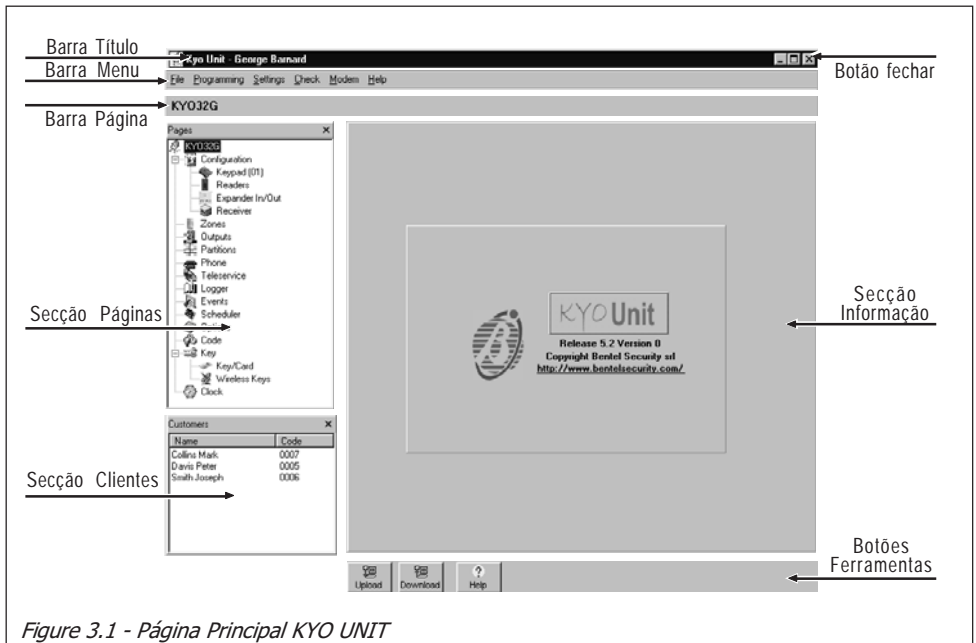 Barra Título
Kyo Unit - George Barnard
Barra Menu
File Programming Settings Check Modem Help
Botão fechar
KYO32G
Barra Página
Pages
KYO32G
Configuration
Keypad (01)
Readers
Expander In/Out
Receiver
Zones
Outputs
Partitions
Phone
Teleservice
Logger
Events
Scheduler
Code
Key
Key/Card
Wireless Keys
Clock
Secção Páginas
KYO Unit
Release 5.2 Version 0
Copyright Bentel Security srl
http://www.bentelsecurity.com/
Secção
Informação
Customers
Name Code
Collins Mark 0007
Davis Peter 0005
Smith Joseph 0006
Secção Clientes
Upload Download Help
Botões
Ferramentas
Figure 3.1 - Página Principal KYO UNIT